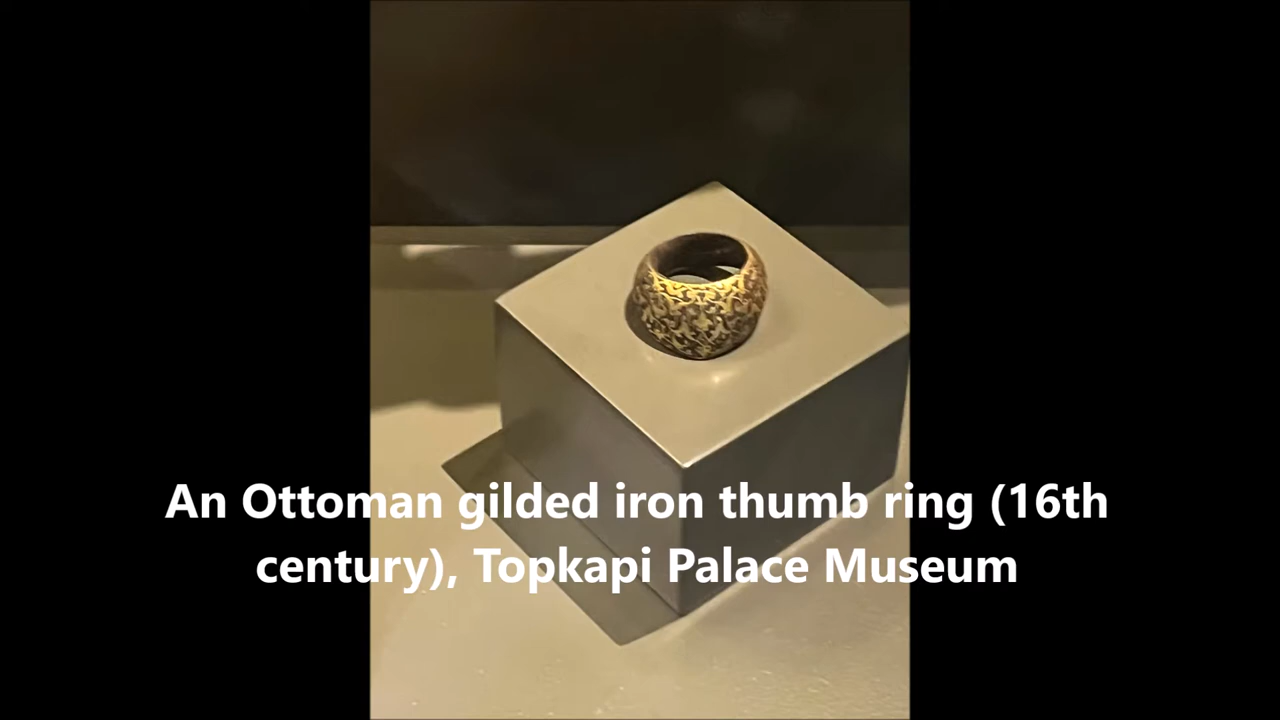 An Ottoman gilded iron thumb ring (16th
century), Topkapi Palace Museum